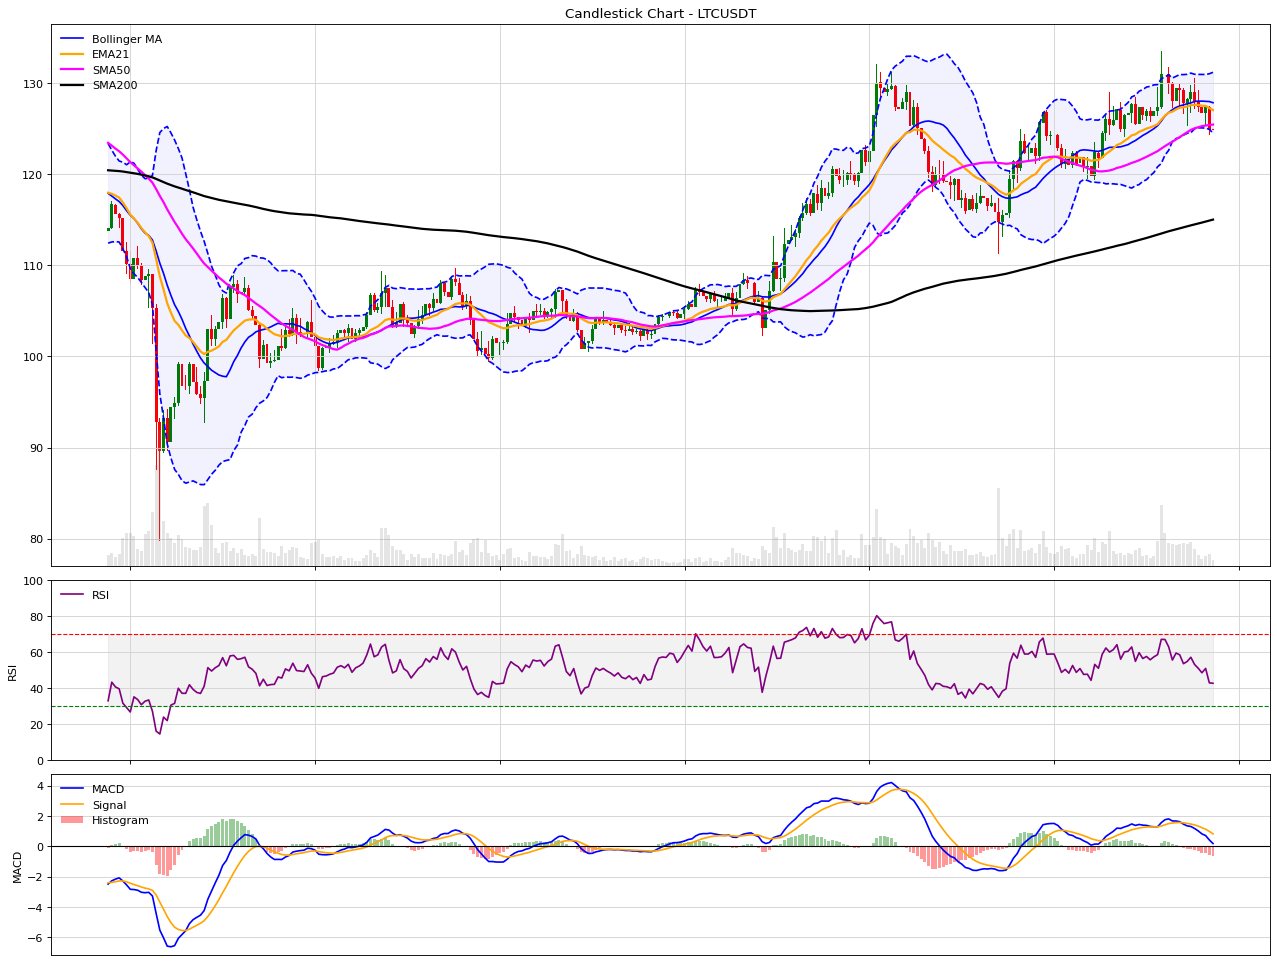 Candlestick Chart - LTCUSDT
Bollinger MA
EMA21
SMA50
SMA200
130
120
110
100
90
80
100
80
60
40
20
0
RSI
RSI
4
2
0
−2
−4
−6
MACD
MACD
Signal
Histogram